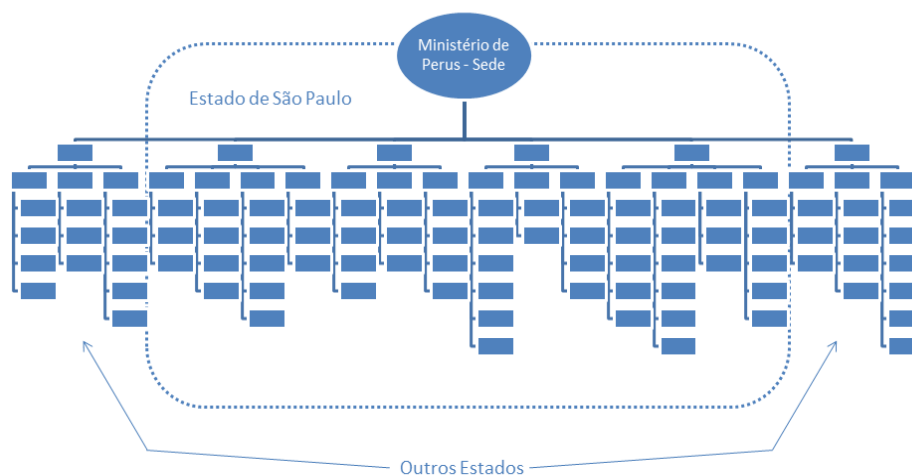 Ministério de
Perus - Sede
Estado de São Paulo
Outros Estados